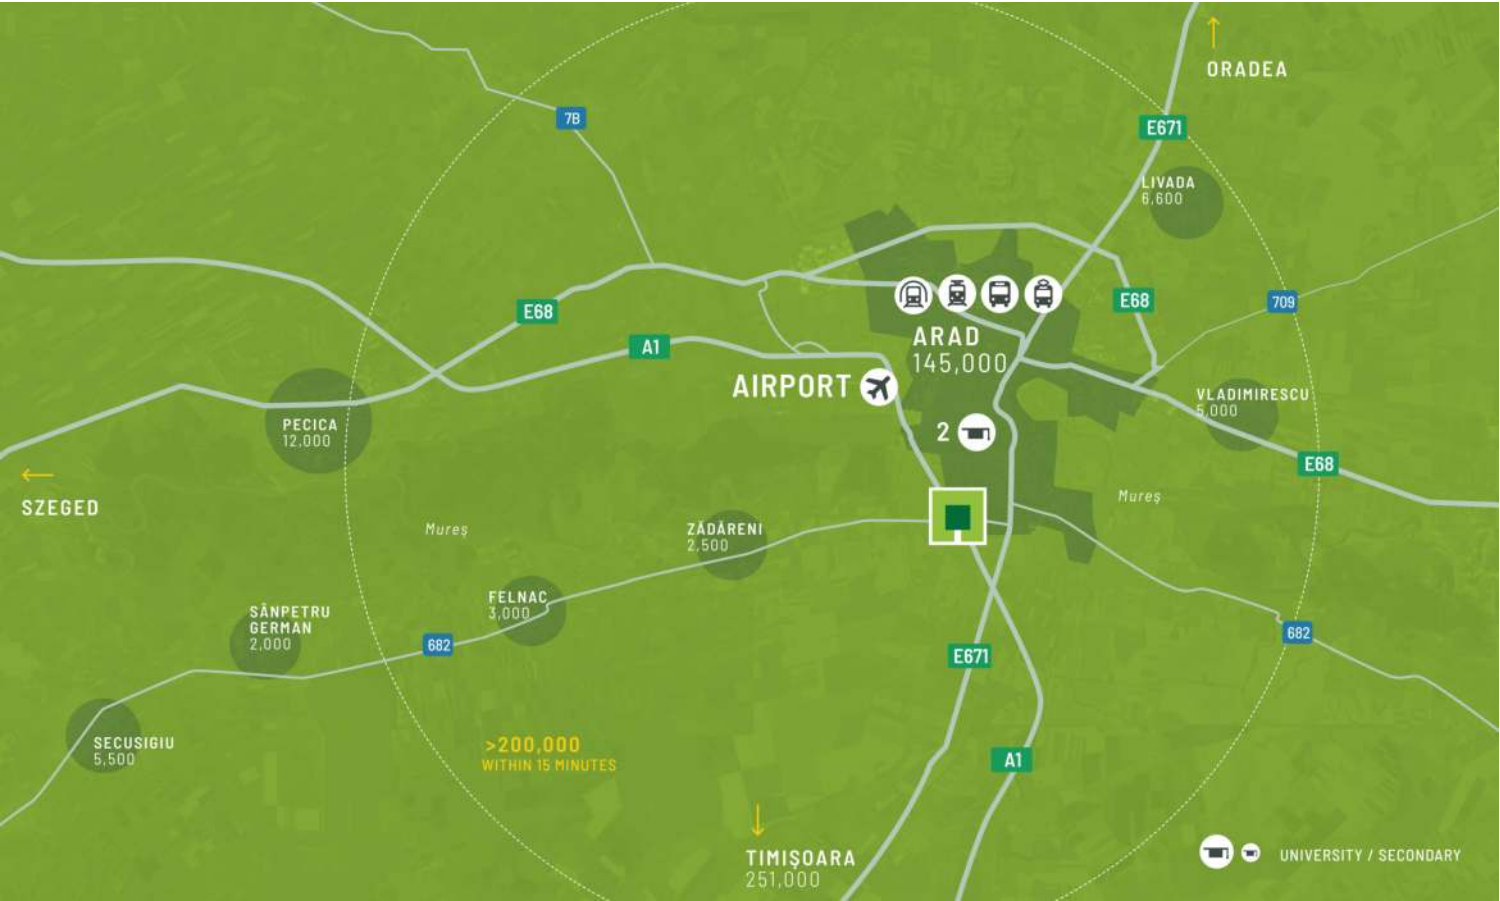 ORADEA
7B
E671
LIVADA
6,600
E68
709
E68
A1
ARAD
145,000
AIRPORT
VLADIMIRESCU
5,000
PECICA
12,000
2
E68
SZEGED
Mureș
Mureș
ZĂDĂRENI
2,500
FELNAC
3,000
SÂNPETRU
GERMAN
2,000
682
682
E671
SECUSIGIU
5,500
>200,000
WITHIN 15 MINUTES
A1
TIMIȘOARA
251,000
UNIVERSITY / SECONDARY